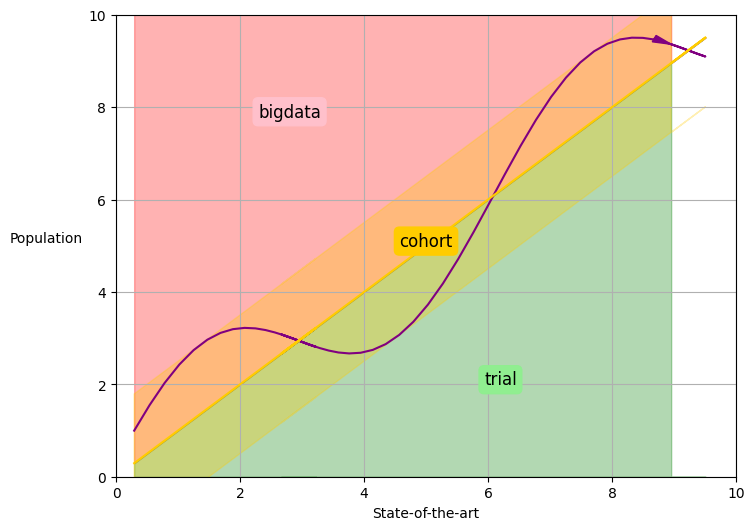 10
8
6
4
2
0
Population
bigdata
cohort
trial
0 2 4 6 8 10
State-of-the-art